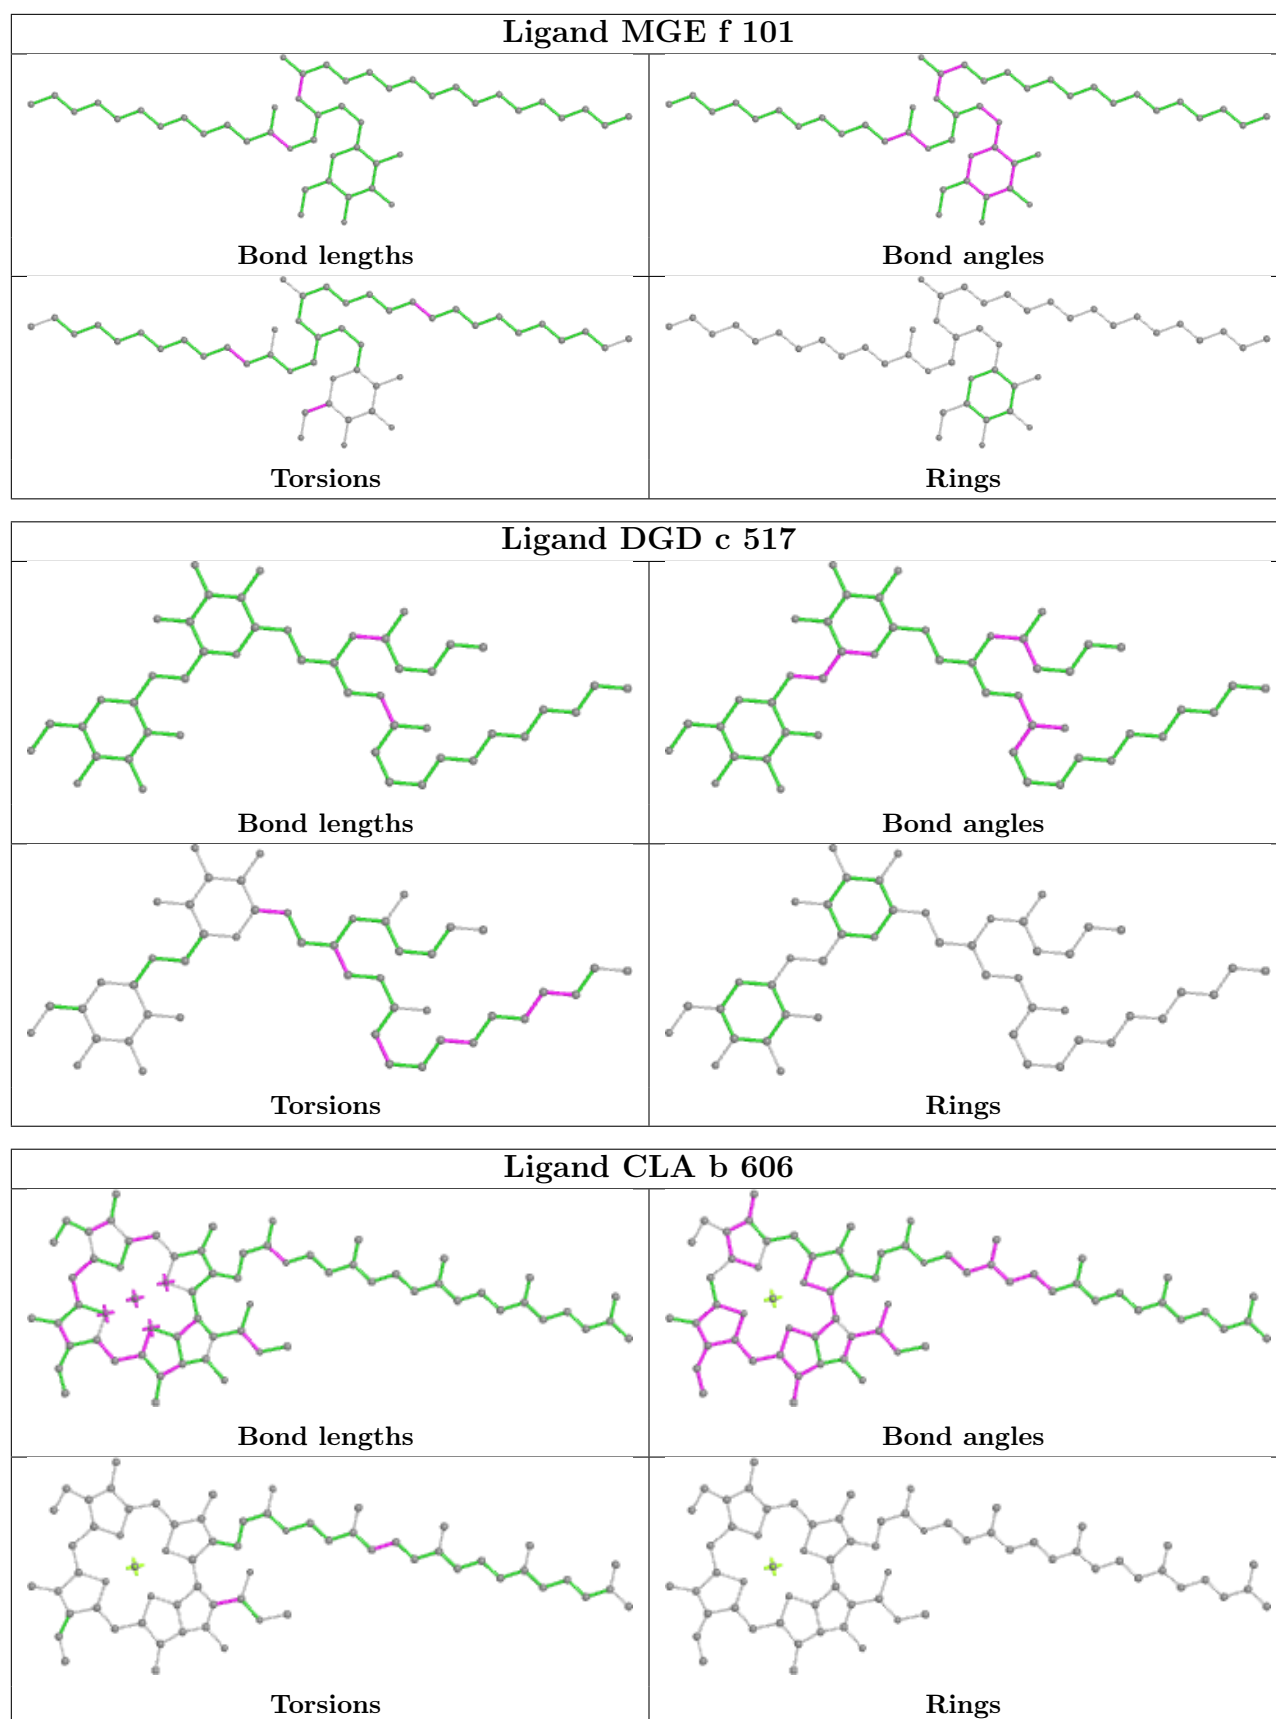 Ligand MGE f 101
Bond lengths
Bond angles
Torsions
Rings
Ligand DGD c 517
Bond lengths
Bond angles
Torsions
Rings
Ligand CLA b 606
Bond lengths
Bond angles
Torsions
Rings